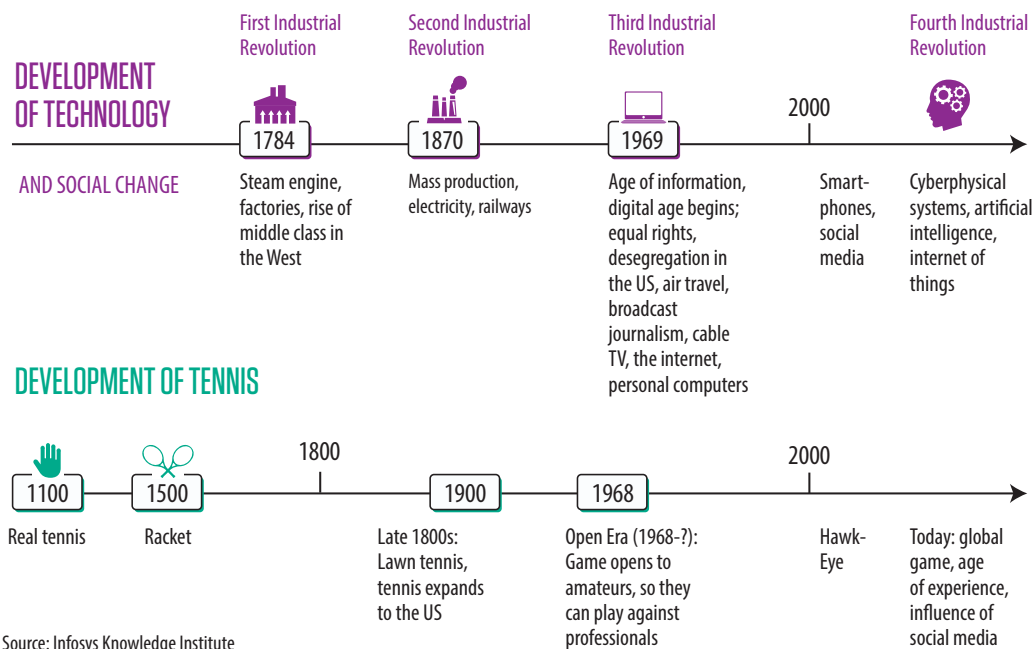 First Industrial
Revolution
Second Industrial
Revolution
Third Industrial
Revolution
Fourth Industrial
Revolution
DEVELOPMENT
OF TECHNOLOGY
2000
1784
1870
1969
AND SOCIAL CHANGE
Steam engine,
factories, rise of
middle class in
the West
Mass production,
electricity, railways
Age of information,
digital age begins;
equal rights,
desegregation in
the US, air travel,
broadcast
journalism, cable
TV, the internet,
personal computers
Smart-
phones,
social
media
Cyberphysical
systems, artificial
intelligence,
internet of
things
DEVELOPMENT OF TENNIS
1800
2000
1100
1500
1900
1968
Real tennis
Racket
Late 1800s:
Lawn tennis,
tennis expands
to the US
Open Era (1968-?):
Game opens to
amateurs, so they
can play against
professionals
Hawk-
Eye
Today: global
game, age
of experience,
influence of
social media
Source: Infosys Knowledge Institute